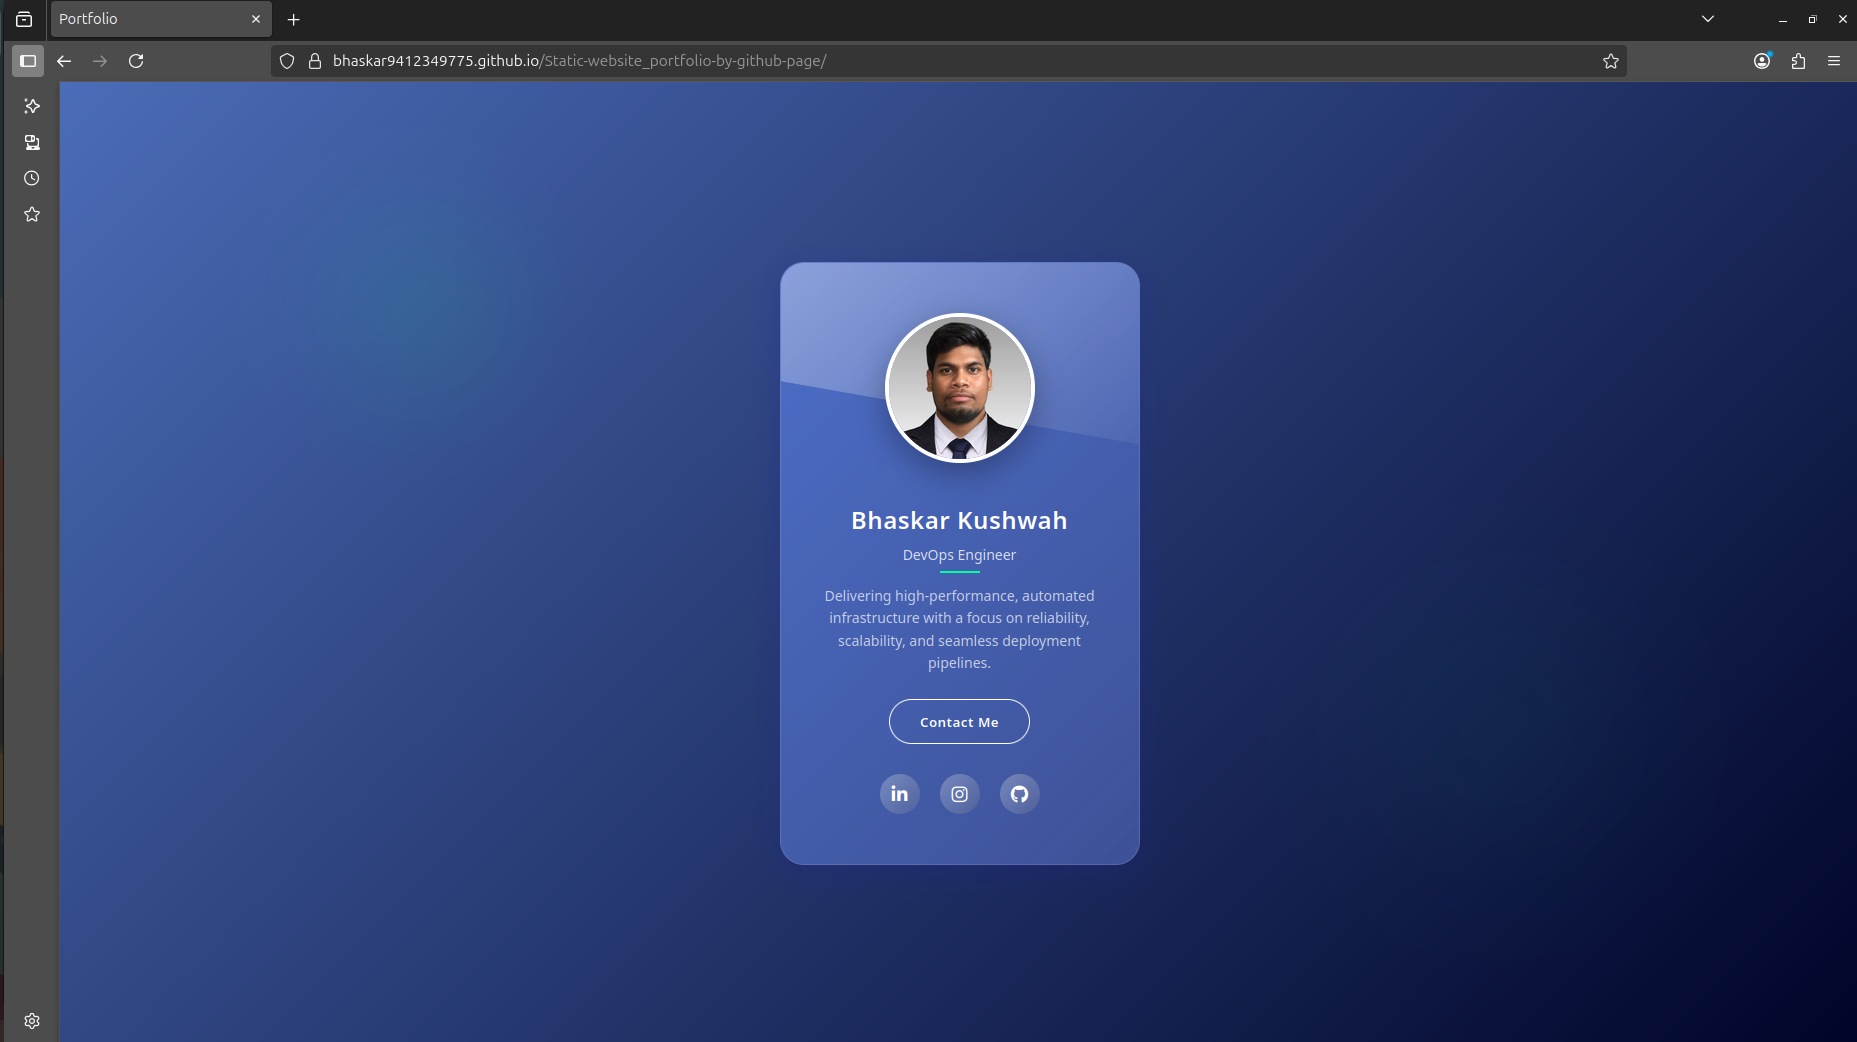 Portfolio
bhaskar9412349775.github.io/Static-website_portfolio-by-github-page/
Bhaskar Kushwah
DevOps Engineer
Delivering high-performance, automated
infrastructure with a focus on reliability,
scalability, and seamless deployment
pipelines.
Contact Me
in